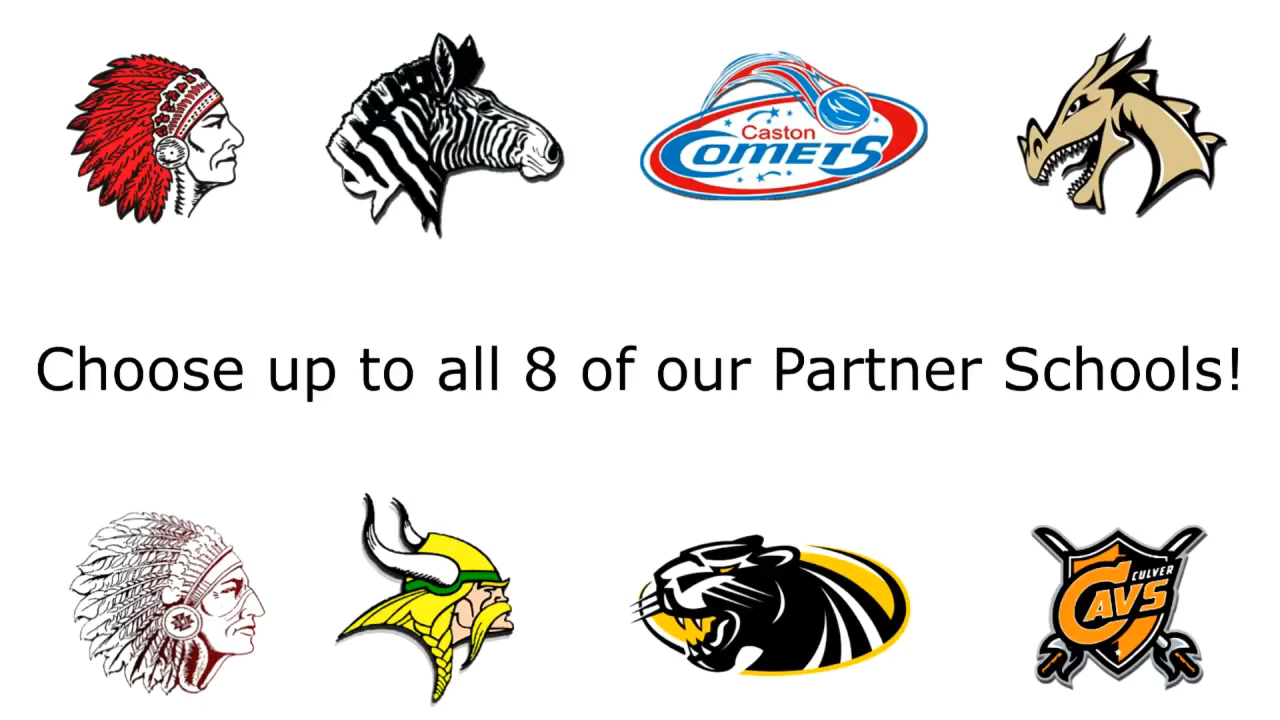 Caston
COMETS
Choose up to all 8 of our Partner Schools!
CULVER
CAVS